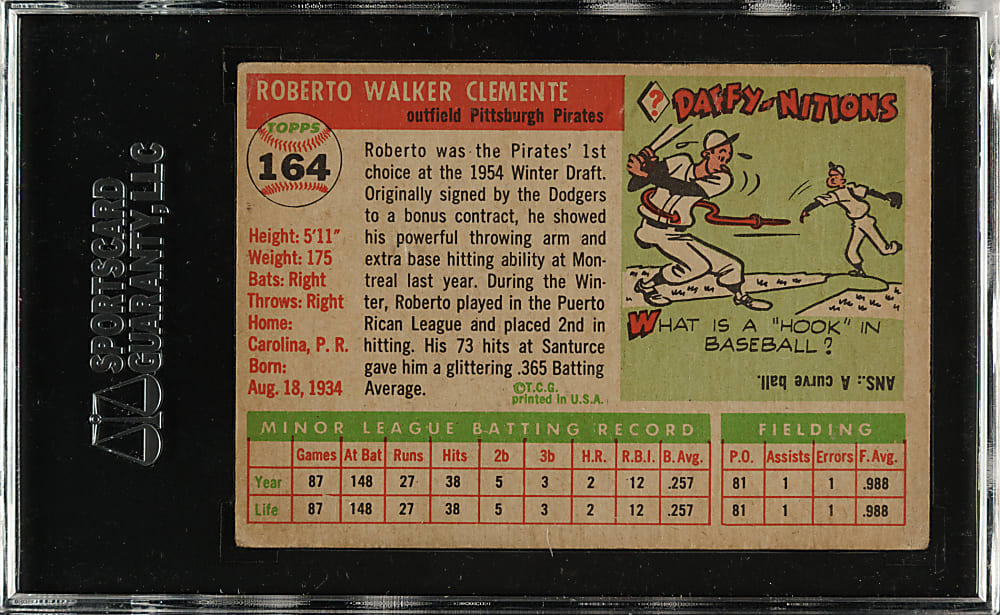 SPORTSCARD
GUARANTY, LLC
ROBERTO WALKER CLEMENTE
outfield Pittsburgh Pirates
TOPPS
164
Height: 5'11"
Weight: 175
Bats: Right
Throws: Right
Home:
Carolina, P. R.
Born:
Aug. 18, 1934
Roberto was the Pirates' 1st
choice at the 1954 Winter Draft.
Originally signed by the Dodgers
to a bonus contract, he showed
his powerful throwing arm and
extra base hitting ability at Mon-
treal last year. During the Win-
ter, Roberto played in the Puerto
Rican League and placed 2nd in
hitting. His 73 hits at Santurce
gave him a glittering .365 Batting
Average.
©T.C.G.
printed in U.S.A.
? DAFFY-NITIONS
WHAT IS A "HOOK" IN
BASEBALL?
ANS.: A curve ball.
MINOR LEAGUE BATTING RECORD
Games At Bat Runs Hits 2b 3b H.R. R.B.I. B.Avg.
Year 87 148 27 38 5 3 2 12 .257
Life 87 148 27 38 5 3 2 12 .257
FIELDING
P.O. Assists Errors F.Avg.
81 1 1 .988
81 1 1 .988